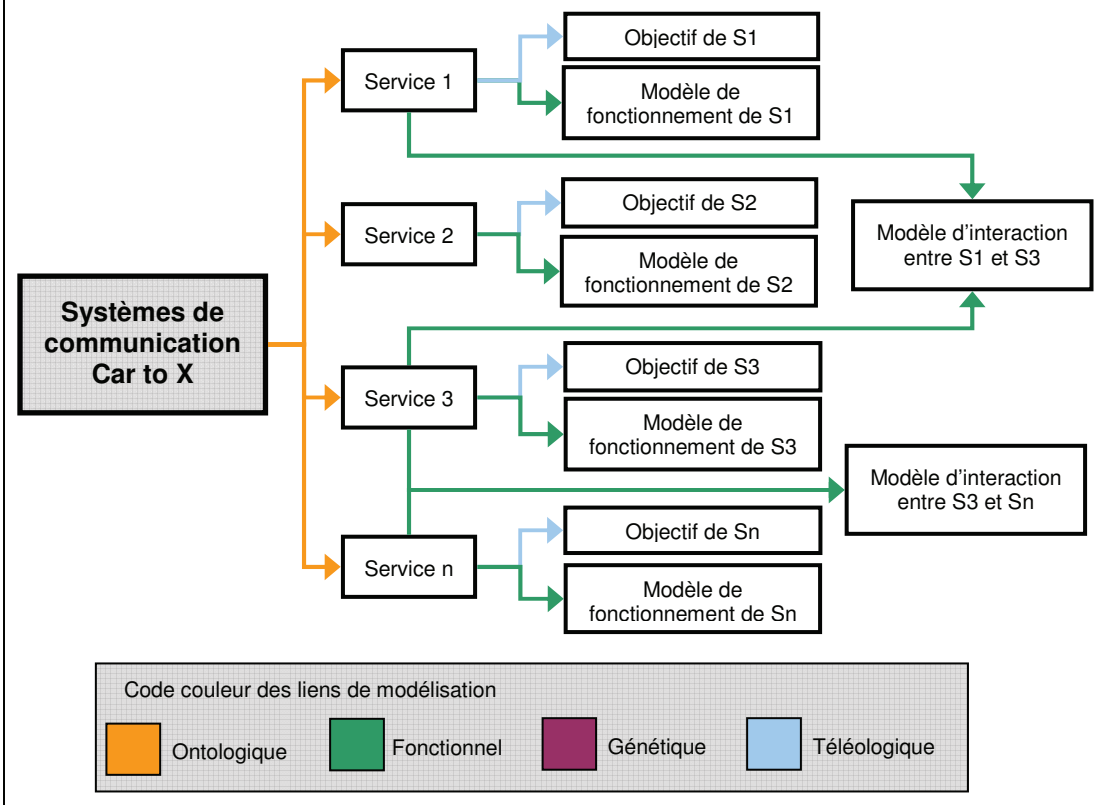 Objectif de S1
Service 1
Modèle de
fonctionnement de S1
Objectif de S2
Service 2
Modèle de
fonctionnement de S2
Modèle d'interaction
entre S1 et S3
Systèmes de
communication
Car to X
Objectif de S3
Service 3
Modèle de
fonctionnement de S3
Modèle d'interaction
entre S3 et Sn
Objectif de Sn
Service n
Modèle de
fonctionnement de Sn
Code couleur des liens de modélisation
Ontologique
Fonctionnel
Génétique
Téléologique